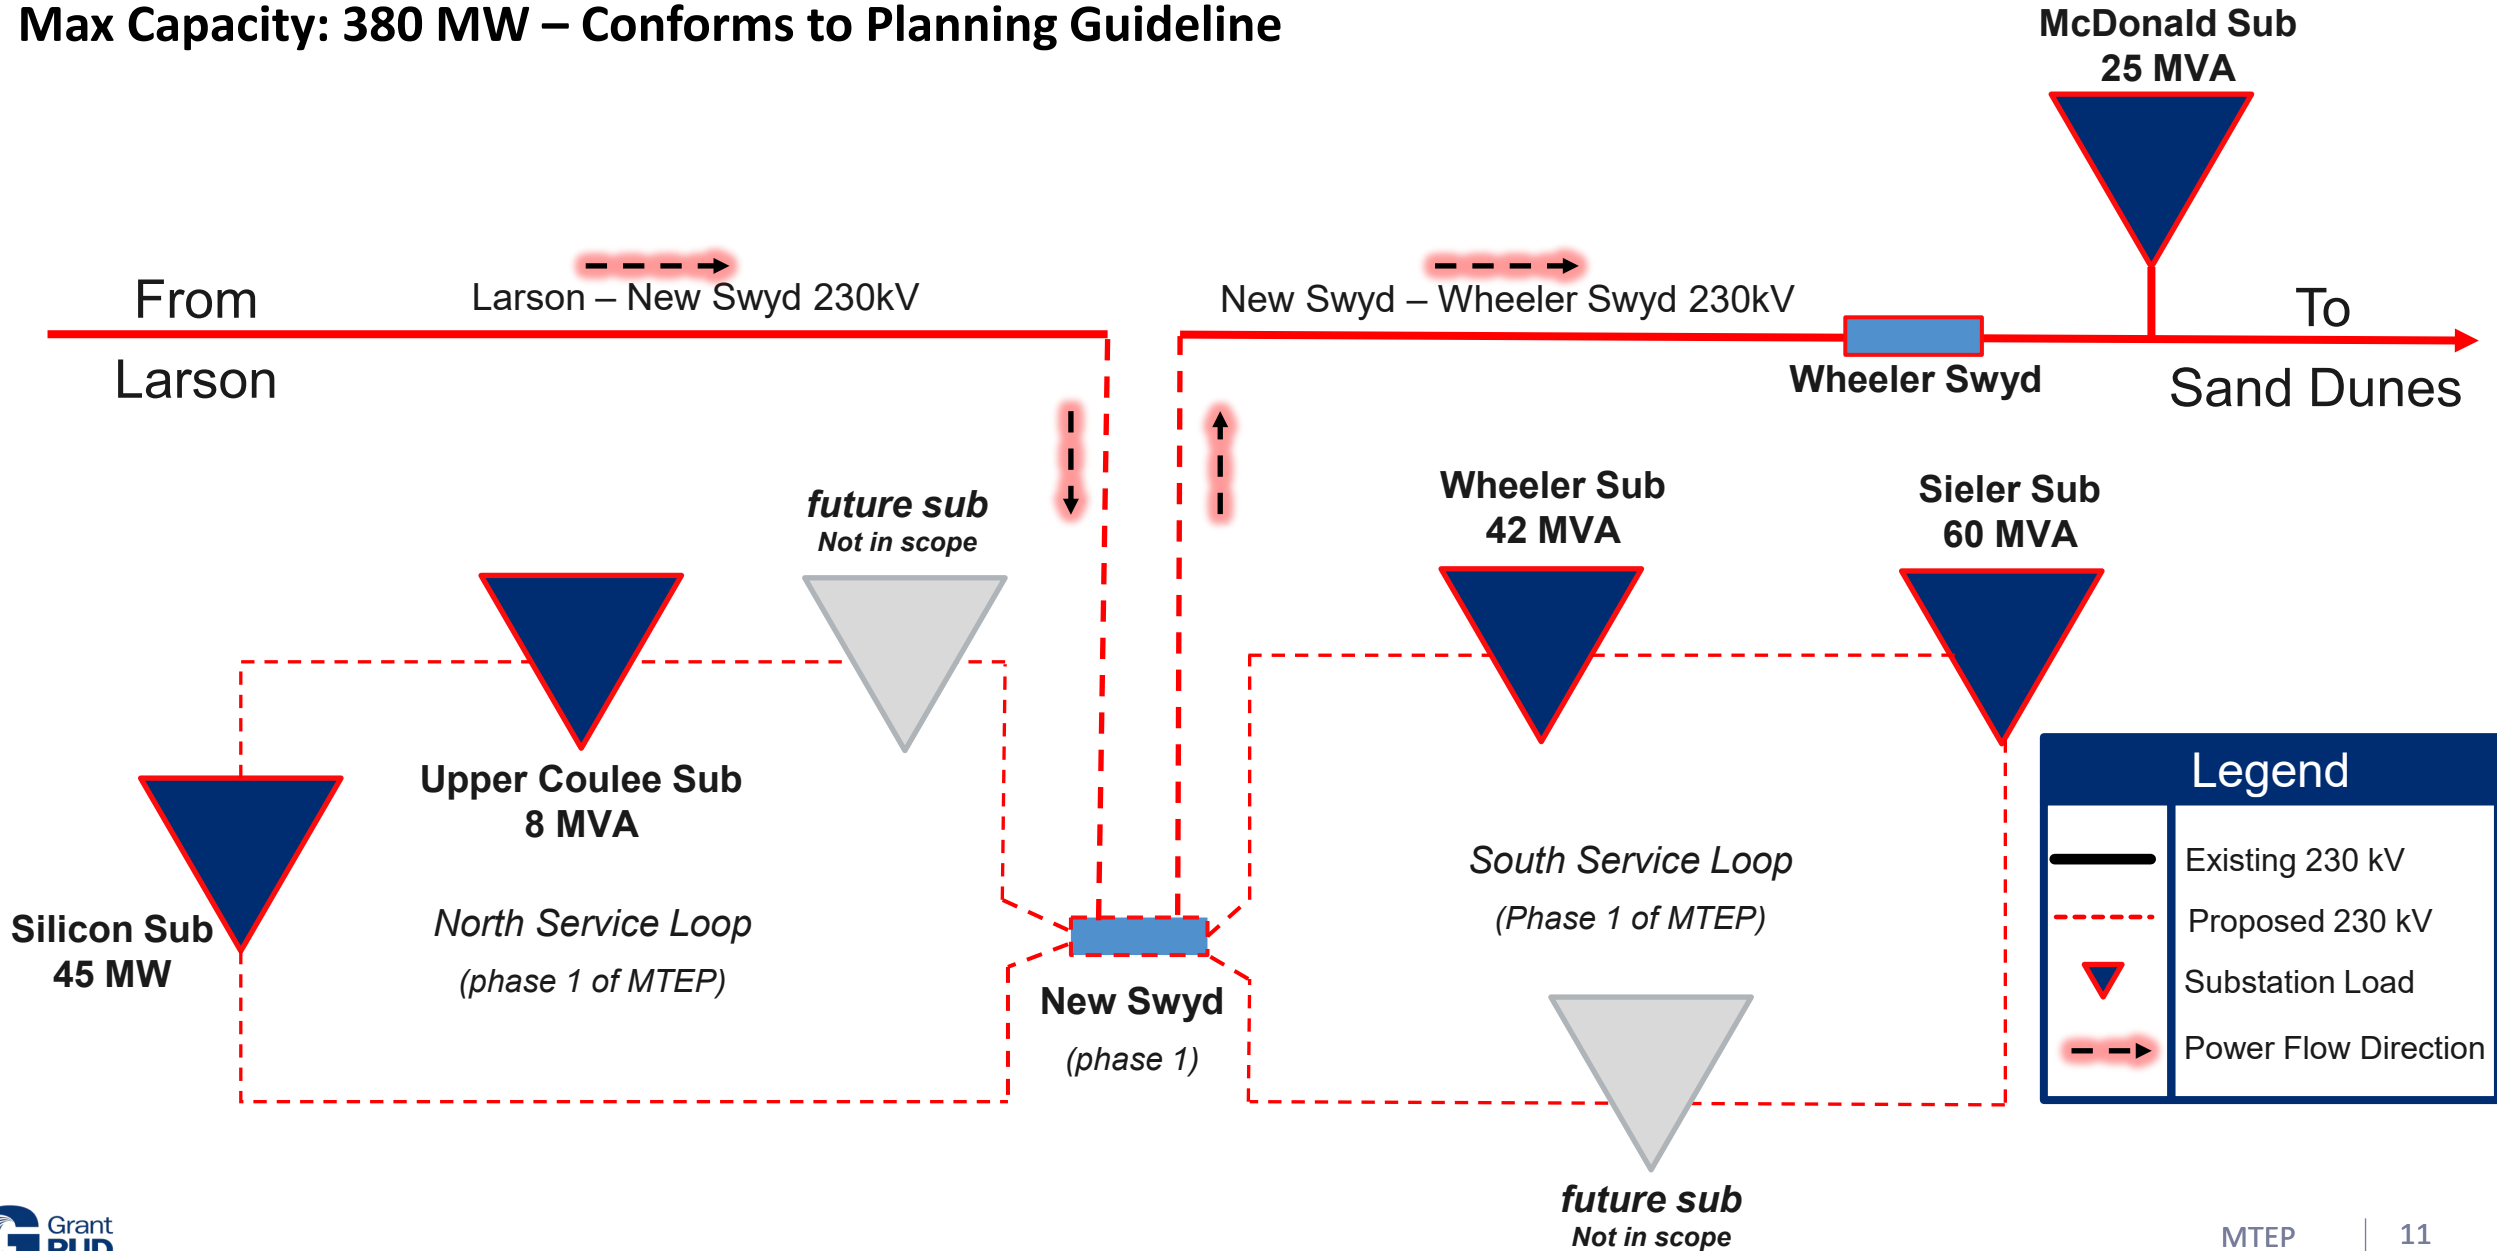 Max Capacity: 380 MW – Conforms to Planning Guideline
McDonald Sub
25 MVA
From
Larson
Larson – New Swyd 230kV
New Swyd – Wheeler Swyd 230kV
Wheeler Swyd
To
Sand Dunes
future sub
Not in scope
Wheeler Sub
42 MVA
Sieler Sub
60 MVA
Upper Coulee Sub
8 MVA
Silicon Sub
45 MW
North Service Loop
(phase 1 of MTEP)
New Swyd
(phase 1)
South Service Loop
(Phase 1 of MTEP)
future sub
Not in scope
Legend
Existing 230 kV
Proposed 230 kV
Substation Load
Power Flow Direction
Grant
PUD
MTEP
11